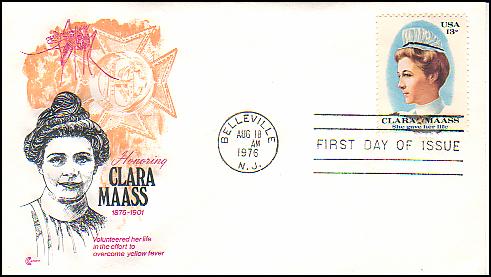 Honoring
CLARA
MAASS
1876-1901
Volunteered her life
in the effort to
overcome yellow fever
BELLEVILLE
AUG 18
AM
1976
N.J.
USA
13c
CLARA MAASS
She gave her life
FIRST DAY OF ISSUE